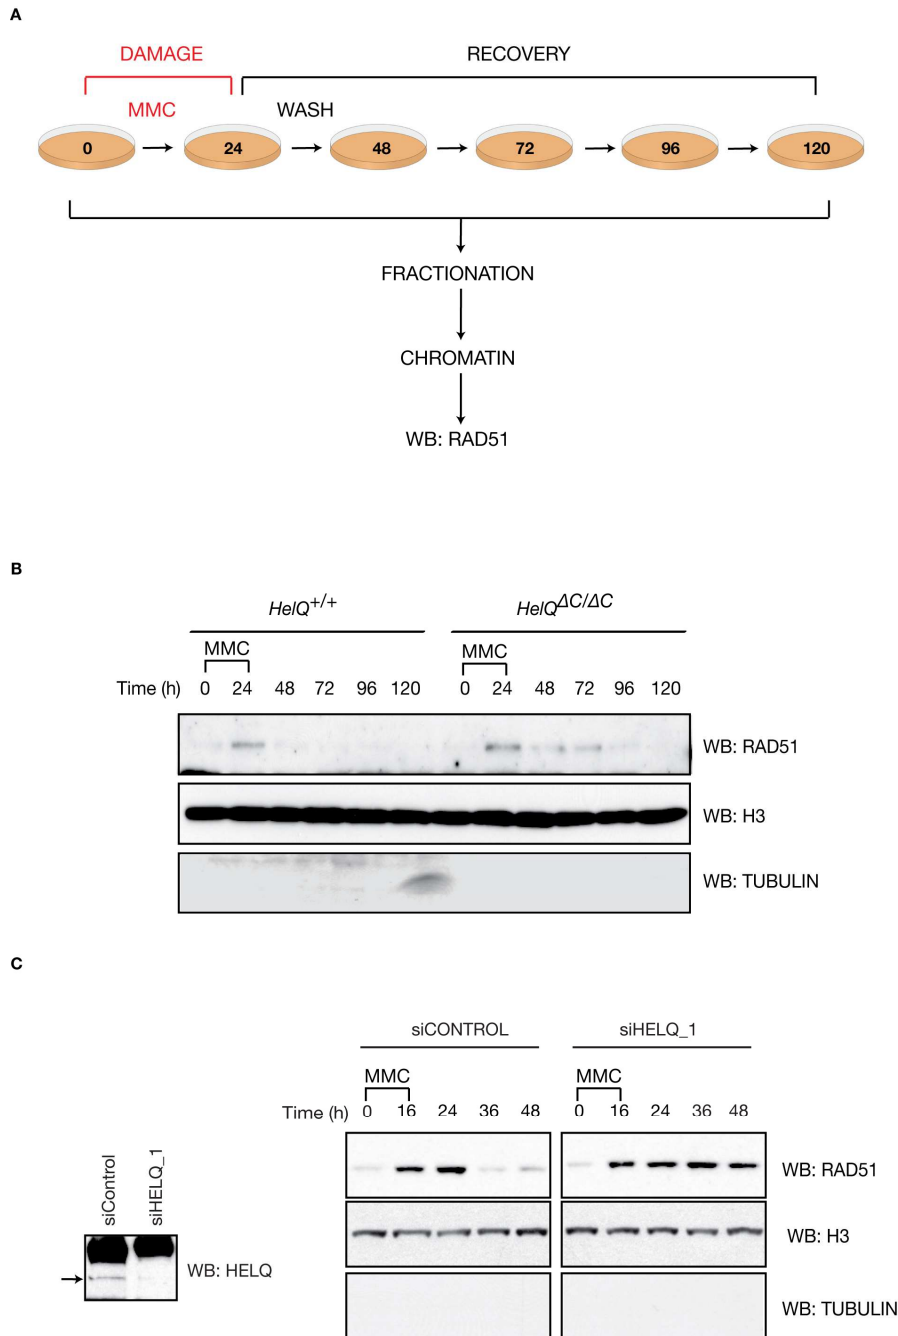 A
DAMAGE RECOVERY
MMC WASH
0 24 48 72 96 120
FRACTIONATION
CHROMATIN
WB: RAD51
B
HelQ+/+ HelQΔC/ΔC
MMC MMC
Time (h) 0 24 48 72 96 120 0 24 48 72 96 120
WB: RAD51
WB: H3
WB: TUBULIN
C
siCONTROL siHELQ_1
MMC MMC
Time (h) 0 16 24 36 48 0 16 24 36 48
WB: RAD51
siControl siHELQ_1
WB: H3
WB: HELQ
WB: TUBULIN